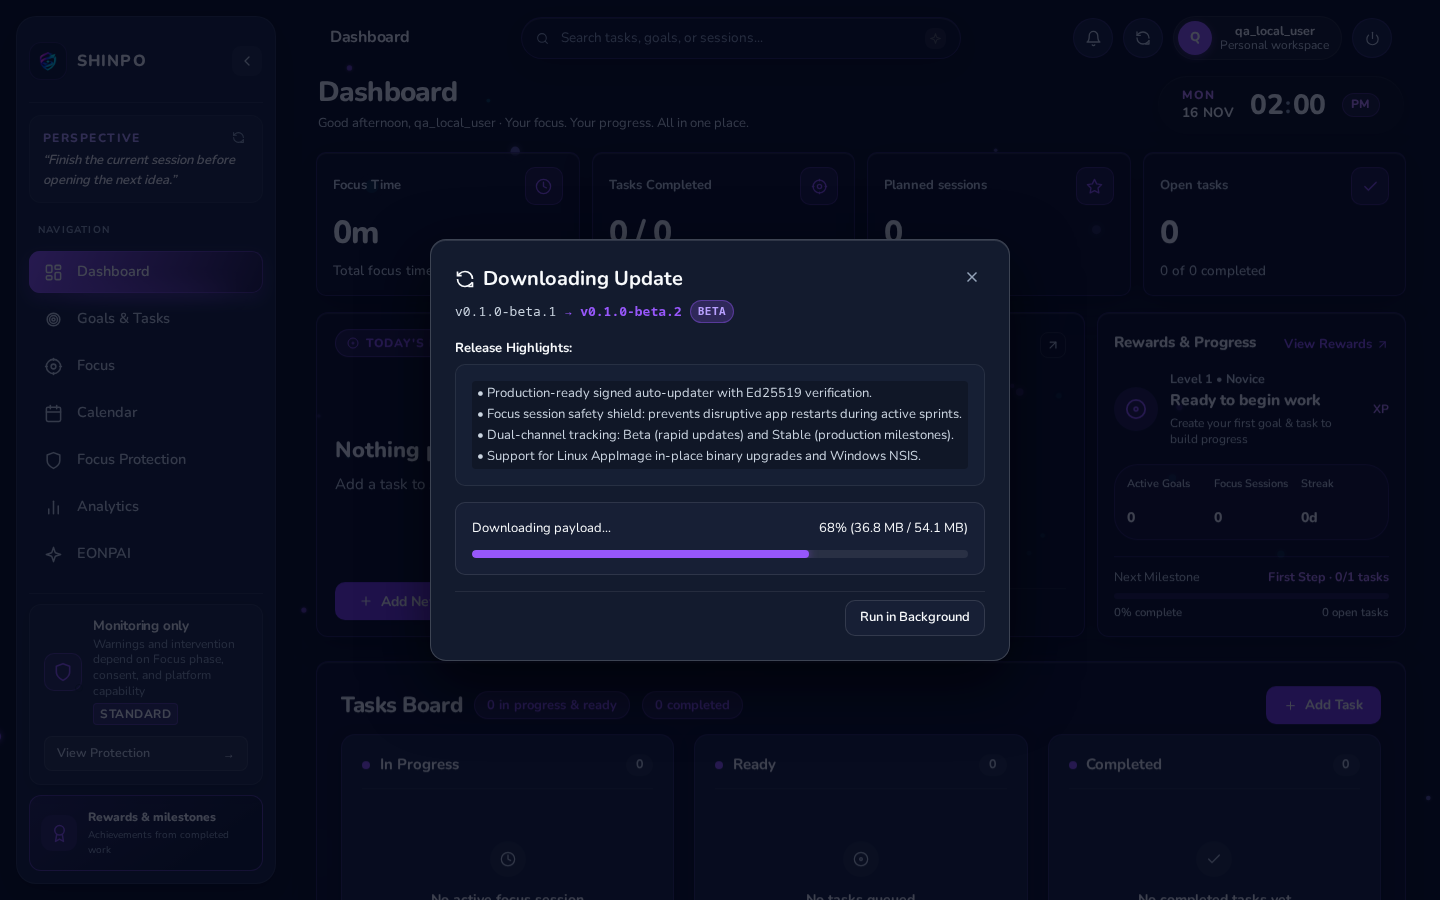 SHINPO
PERSPECTIVE
“Finish the current session before
opening the next idea.”
NAVIGATION
Dashboard
Goals & Tasks
Focus
Calendar
Focus Protection
Analytics
EONPAI
Monitoring only
Warnings and intervention
depend on Focus phase,
consent, and platform
capability
STANDARD
View Protection →
Rewards & milestones
Achievements from completed
work
Dashboard
Search tasks, goals, or sessions...
Q
qa_local_user
Personal workspace
Dashboard
Good afternoon, qa_local_user · Your focus. Your progress. All in one place.
MON
16 NOV
02:00
PM
Focus Time
0m
Total focus time
Tasks Completed
0 / 0
Planned sessions
0
Open tasks
0
0 of 0 completed
Downloading Update
v0.1.0-beta.1 → v0.1.0-beta.2 BETA
Release Highlights:
• Production-ready signed auto-updater with Ed25519 verification.
• Focus session safety shield: prevents disruptive app restarts during active sprints.
• Dual-channel tracking: Beta (rapid updates) and Stable (production milestones).
• Support for Linux AppImage in-place binary upgrades and Windows NSIS.
Downloading payload...
68% (36.8 MB / 54.1 MB)
Run in Background
TODAY'S
Nothing
Add a task to
+ Add
Rewards & Progress
View Rewards ↗
Level 1 • Novice
Ready to begin work
XP
Create your first goal & task to
build progress
Active Goals
0
Focus Sessions
0
Streak
0d
Next Milestone
First Step · 0/1 tasks
0% complete
0 open tasks
Tasks Board
0 in progress & ready
0 completed
+ Add Task
In Progress
0
Ready
0
Completed
0
No active focus session
No tasks queued
No completed tasks yet